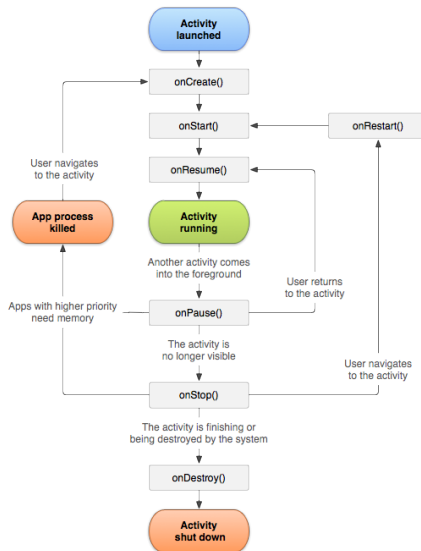 Activity
launched
onCreate()
onStart()
onRestart()
User navigates
to the activity
onResume()
App process
killed
Activity
running
Another activity comes
into the foreground
User returns
to the activity
Apps with higher priority
need memory
onPause()
The activity is
no longer visible
User navigates
to the activity
onStop()
The activity is finishing or
being destroyed by the system
onDestroy()
Activity
shut down